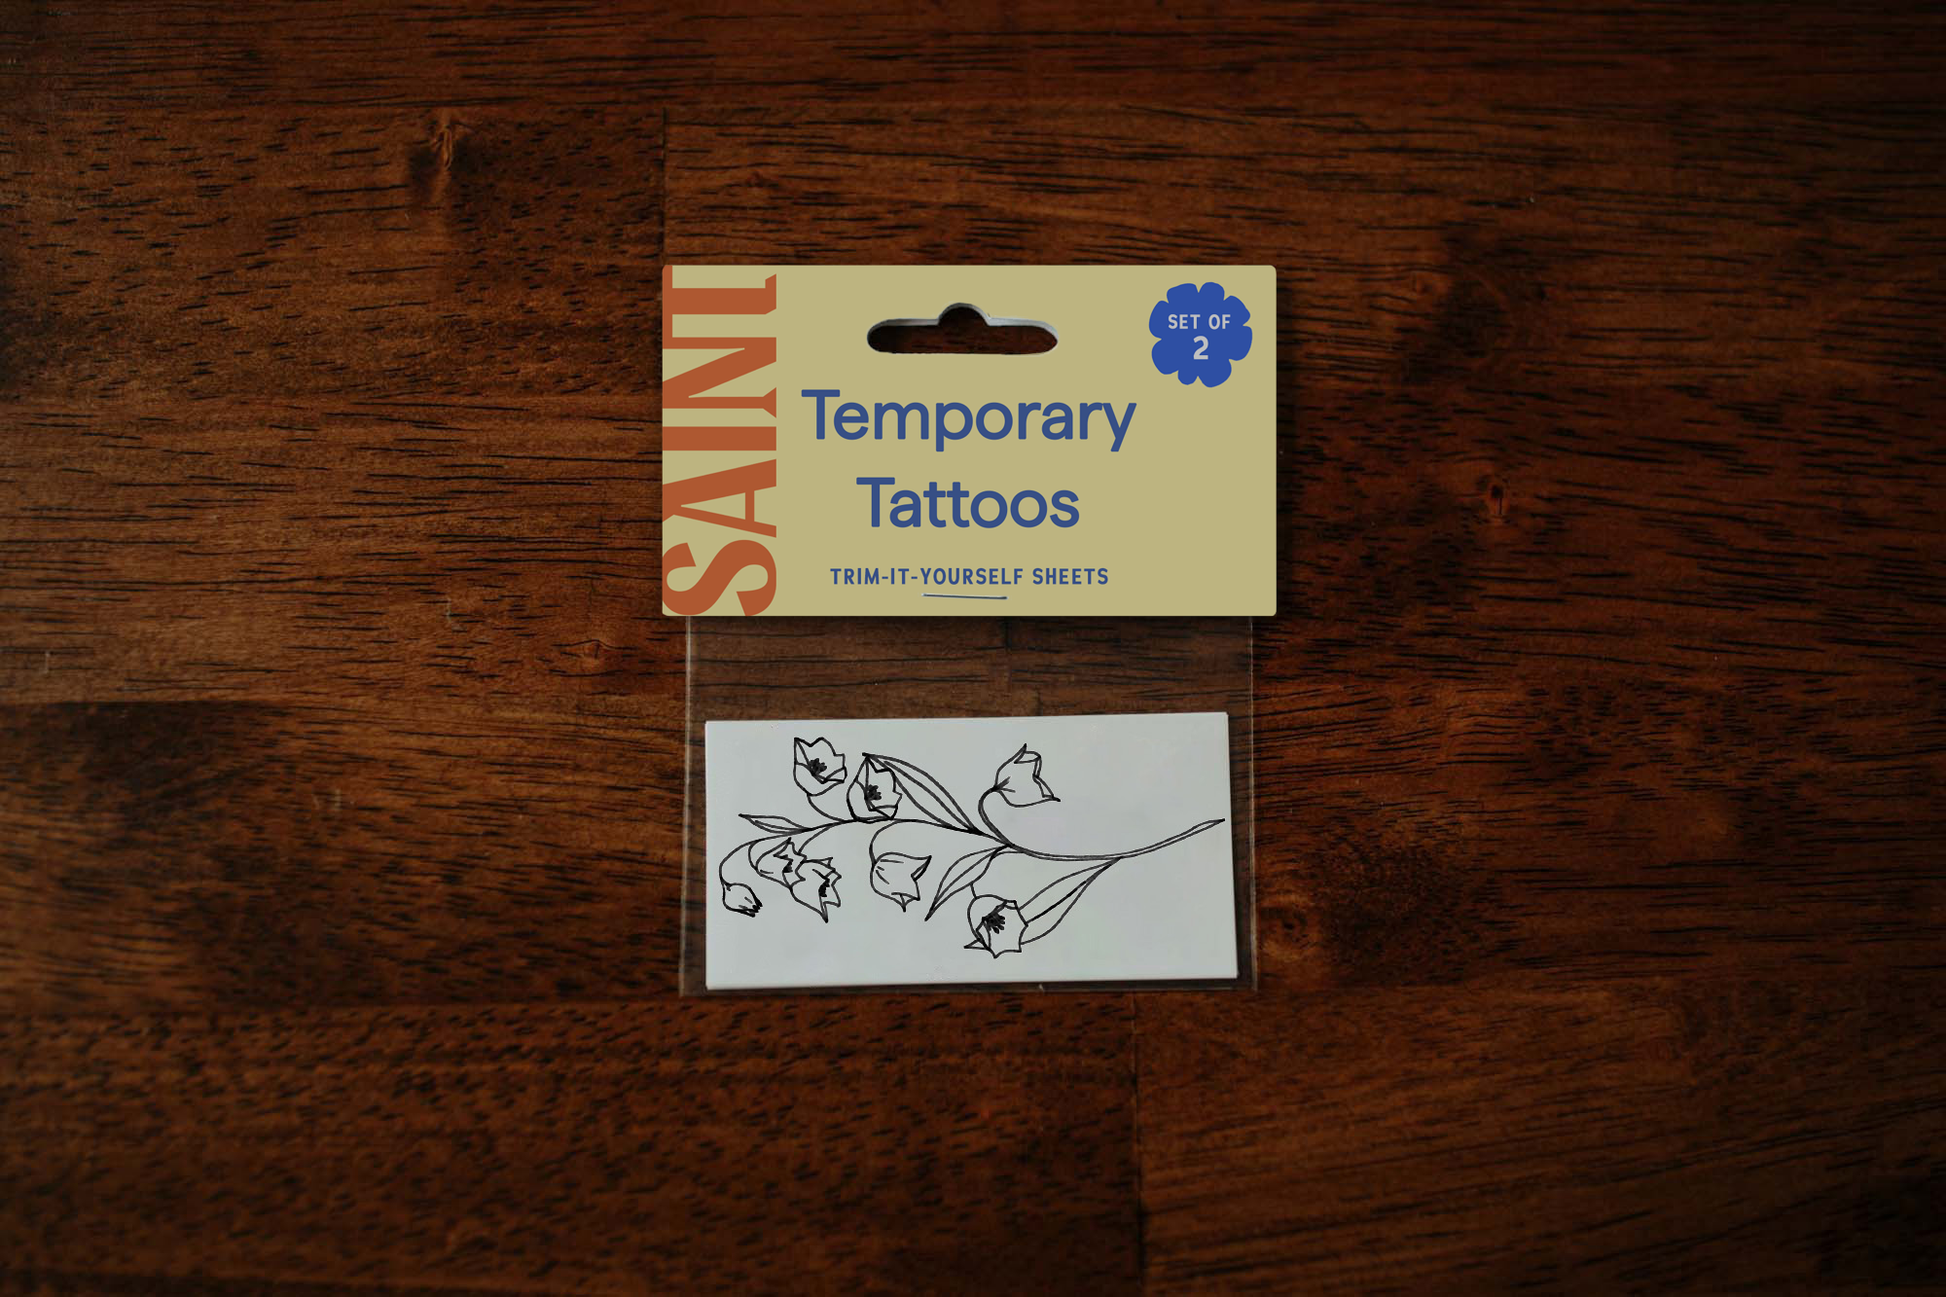 SAINT
SET OF
2
Temporary
Tattoos
TRIM-IT-YOURSELF SHEETS